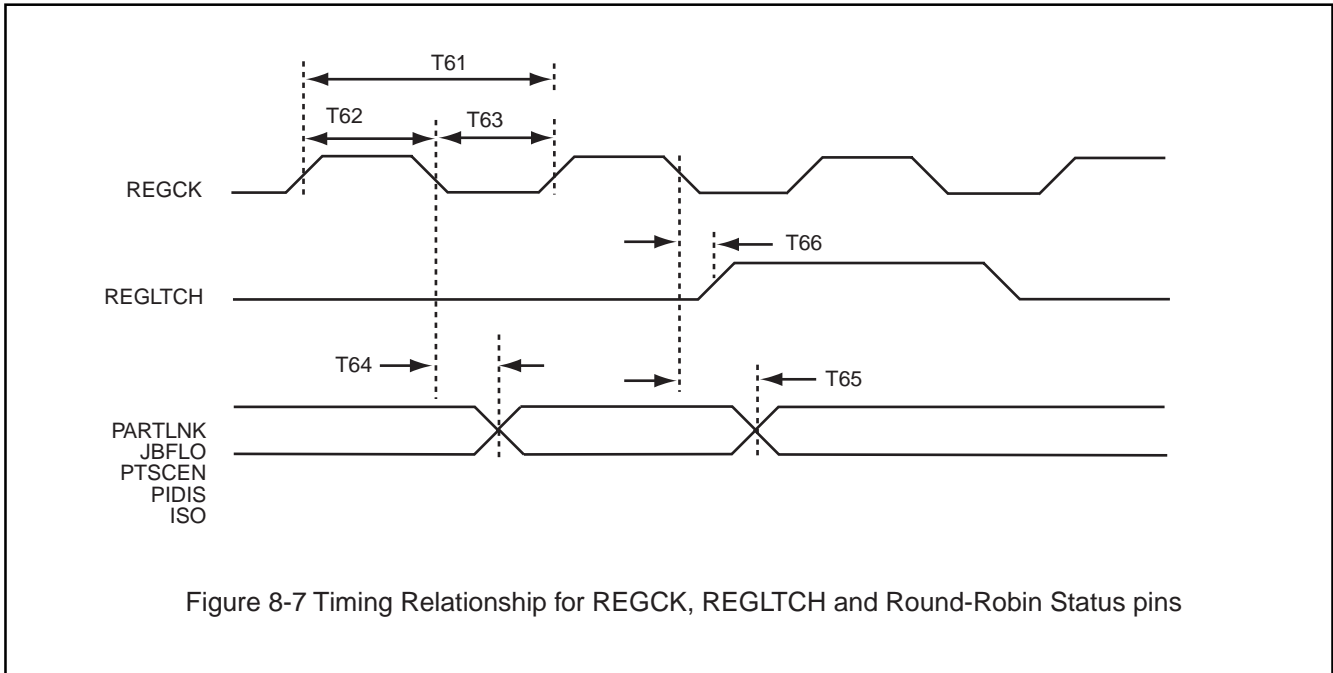 T61
T62
T63
REGCK
T66
REGLTCH
T64
T65
PARTLNK
JBFLO
PTSCEN
PIDIS
ISO
Figure 8-7 Timing Relationship for REGCK, REGLTCH and Round-Robin Status pins